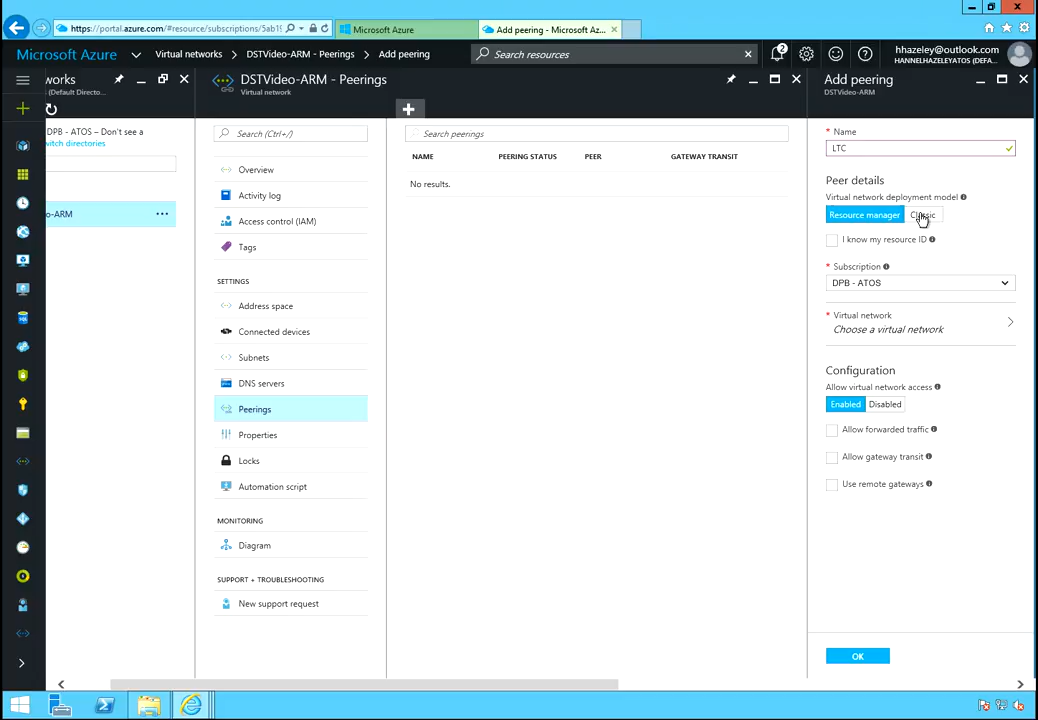 https://portal.azure.com/#resource/subscriptions/5ab19
Microsoft Azure
Add peering - Microsoft Az...
Microsoft Azure
Virtual networks
DSTVideo-ARM - Peerings
Add peering
Search resources
2
hhazeley@outlook.com
HANNELHAZELEYATOS (DEFA...
works
(Default Directo...
DSTVideo-ARM - Peerings
Virtual network
Add peering
DSTVideo-ARM
DPB - ATOS – Don't see a
witch directories
o-ARM
Search (Ctrl+/)
Overview
Activity log
Access control (IAM)
Tags
SETTINGS
Address space
Connected devices
Subnets
DNS servers
Peerings
Properties
Locks
Automation script
MONITORING
Diagram
SUPPORT + TROUBLESHOOTING
New support request
Search peerings
NAME PEERING STATUS PEER GATEWAY TRANSIT
No results.
* Name
LTC
Peer details
Virtual network deployment model
Resource manager Classic
I know my resource ID
* Subscription
DPB - ATOS
* Virtual network
Choose a virtual network
Configuration
Allow virtual network access
Enabled Disabled
Allow forwarded traffic
Allow gateway transit
Use remote gateways
OK